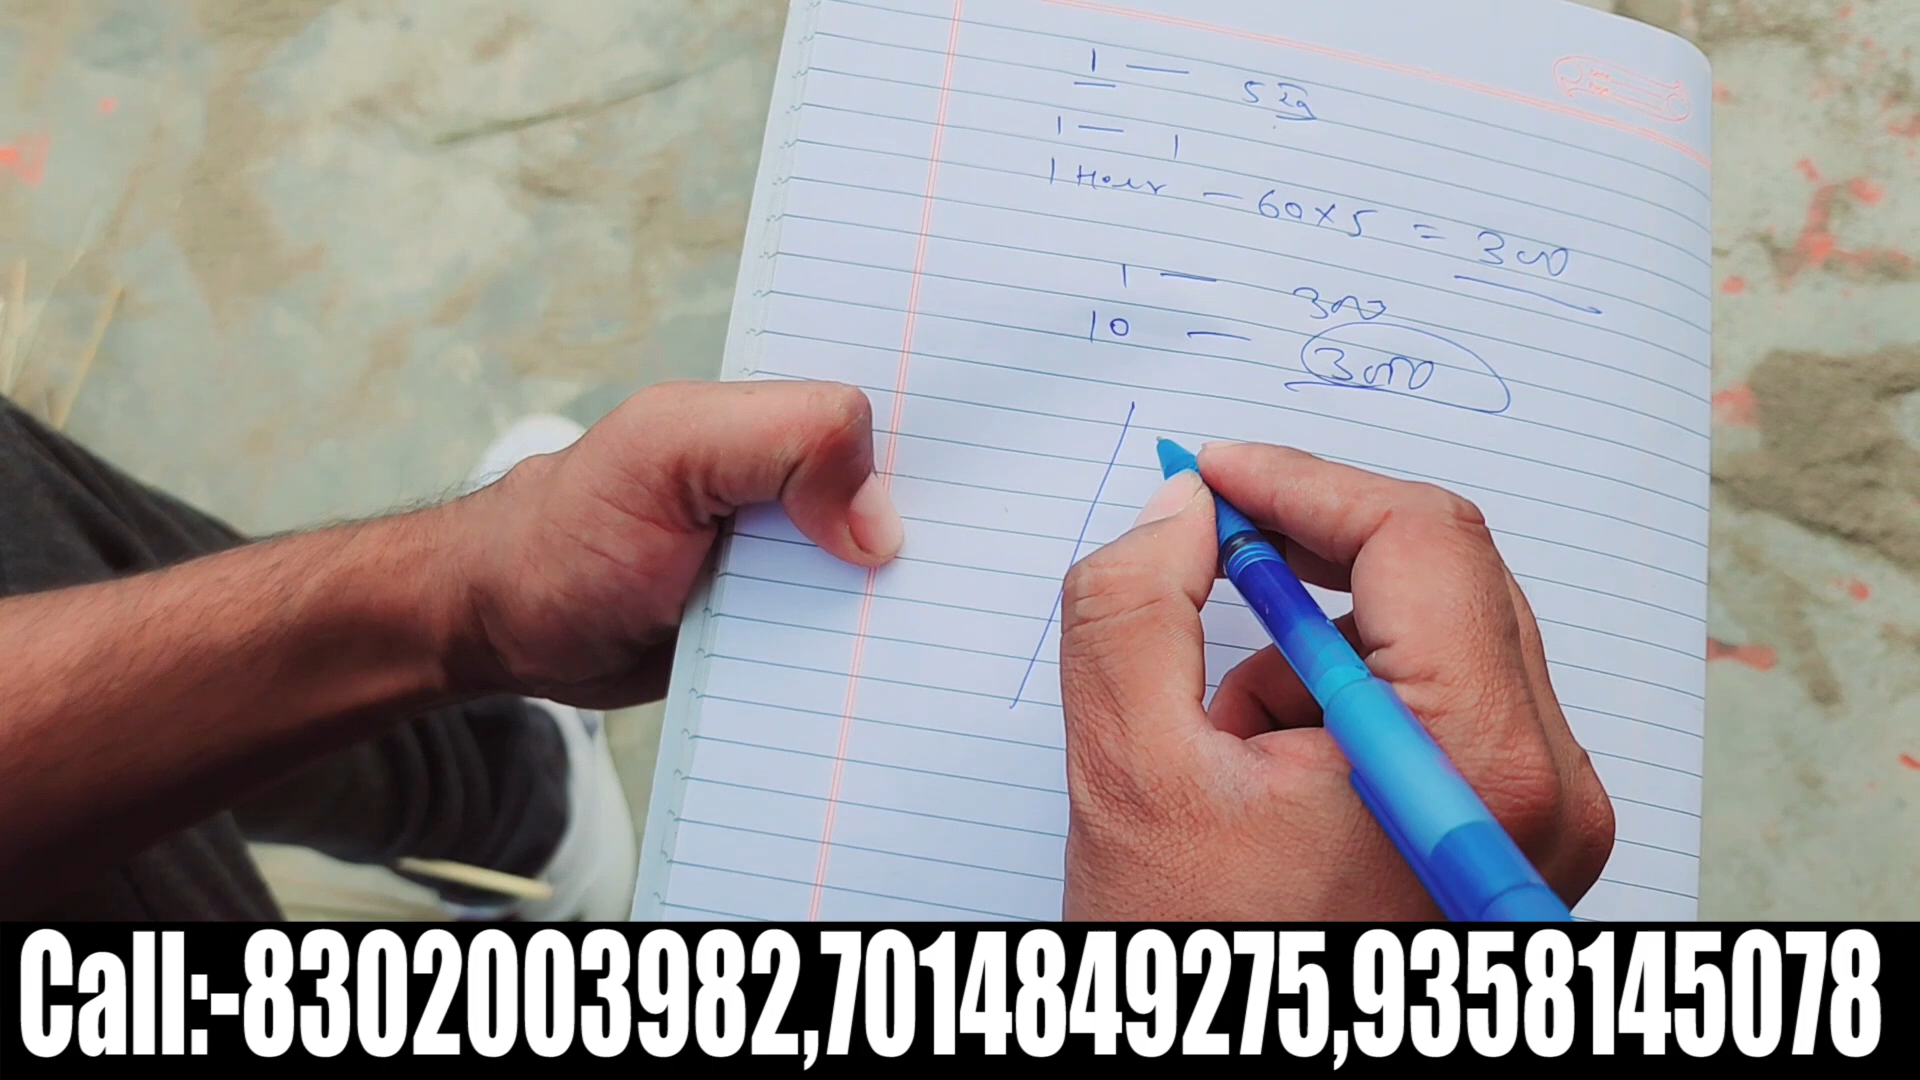 1 — 5
1 — 1
1 Hour — 60×5 = 300
1 — 300
10 — 3000
Call:-8302003982,7014849275,9358145078